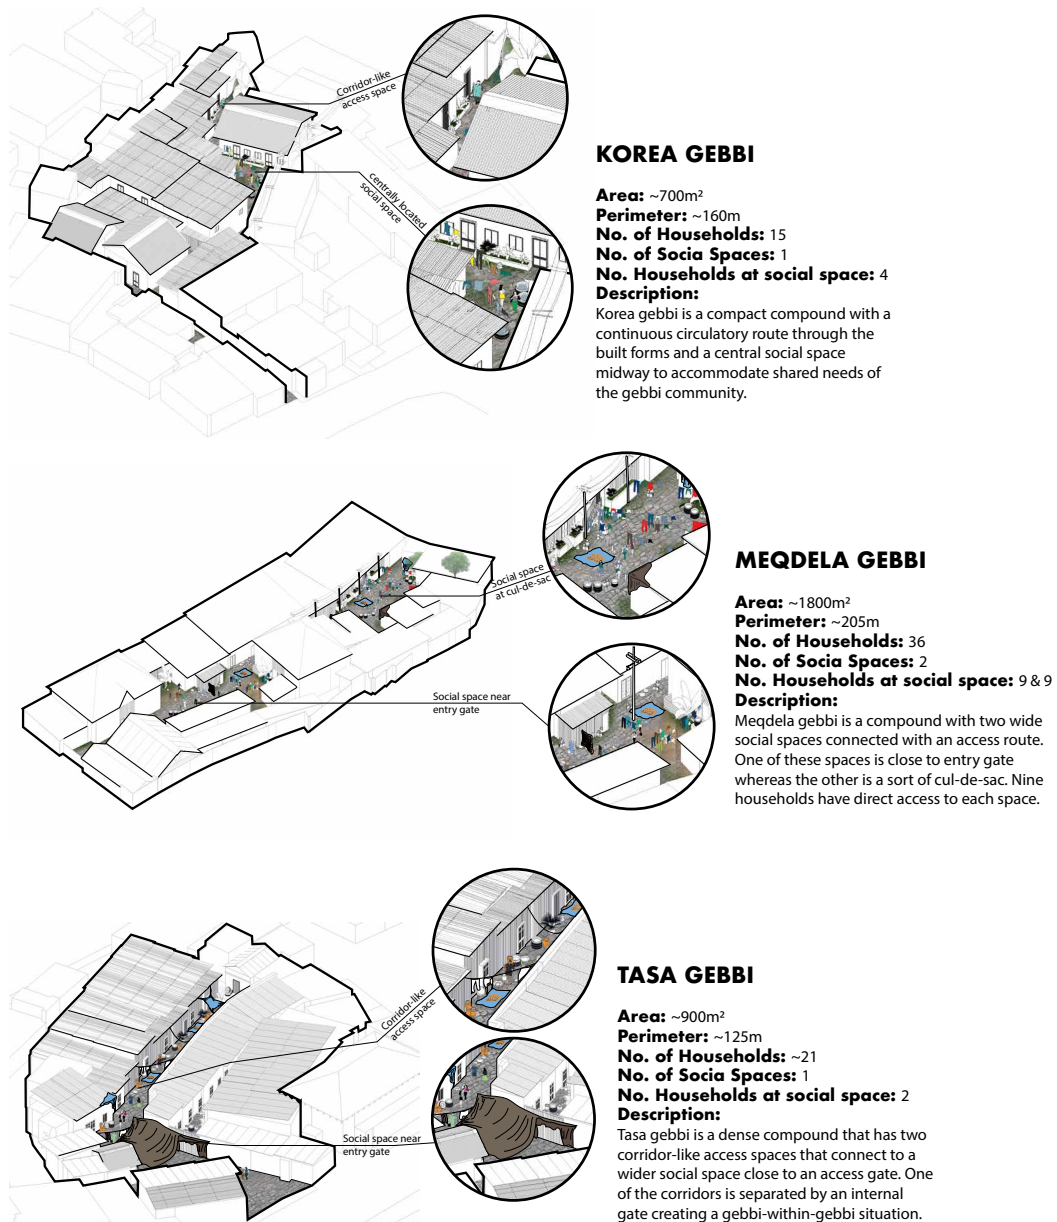 Corridor-like
access space
centrally located
social space
KOREA GEBBI
Area: ~700m²
Perimeter: ~160m
No. of Households: 15
No. of Socia Spaces: 1
No. Households at social space: 4
Description:
Korea gebbi is a compact compound with a
continuous circulatory route through the
built forms and a central social space
midway to accommodate shared needs of
the gebbi community.
Social space
at cul-de-sac
Social space near
entry gate
MEQDELA GEBBI
Area: ~1800m²
Perimeter: ~205m
No. of Households: 36
No. of Socia Spaces: 2
No. Households at social space: 9 & 9
Description:
Meqdela gebbi is a compound with two wide
social spaces connected with an access route.
One of these spaces is close to entry gate
whereas the other is a sort of cul-de-sac. Nine
households have direct access to each space.
Corridor-like
access space
Social space near
entry gate
TASA GEBBI
Area: ~900m²
Perimeter: ~125m
No. of Households: ~21
No. of Socia Spaces: 1
No. Households at social space: 2
Description:
Tasa gebbi is a dense compound that has two
corridor-like access spaces that connect to a
wider social space close to an access gate. One
of the corridors is separated by an internal
gate creating a gebbi-within-gebbi situation.